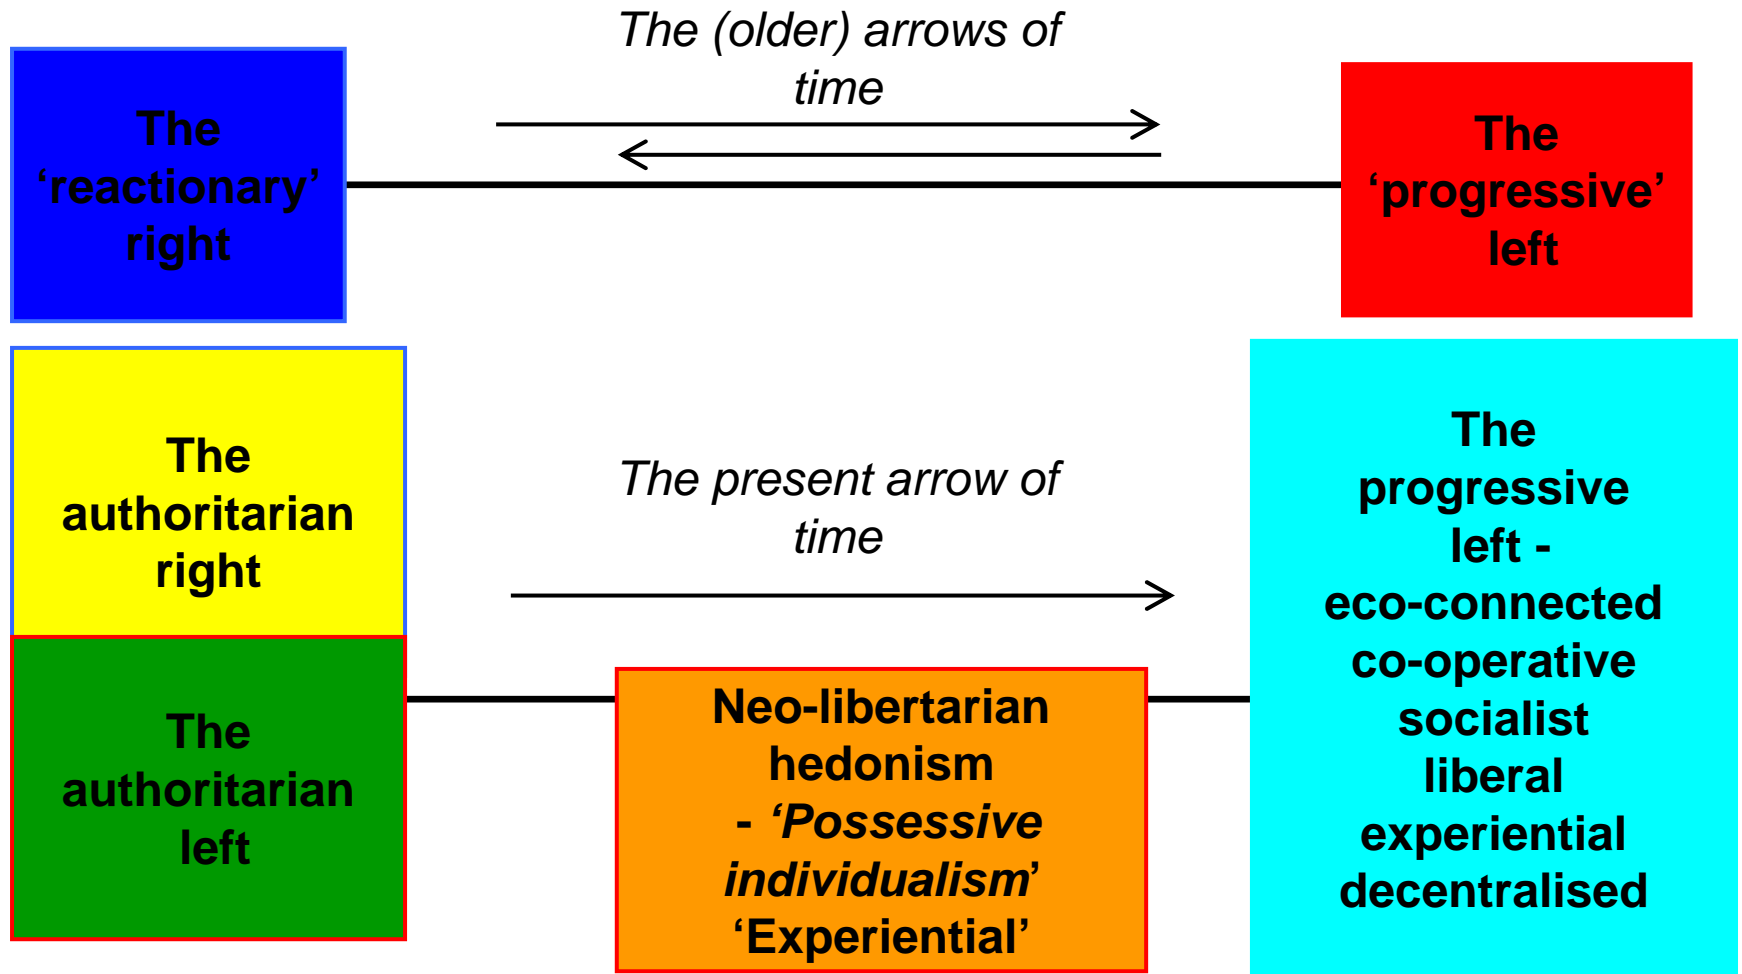 The (older) arrows of
time
The
‘reactionary’
right
The
‘progressive’
left
The
authoritarian
right
The present arrow of
time
The
progressive
left -
eco-connected
co-operative
socialist
liberal
experiential
decentralised
The
authoritarian
left
Neo-libertarian
hedonism
- ‘Possessive
individualism’
‘Experiential’